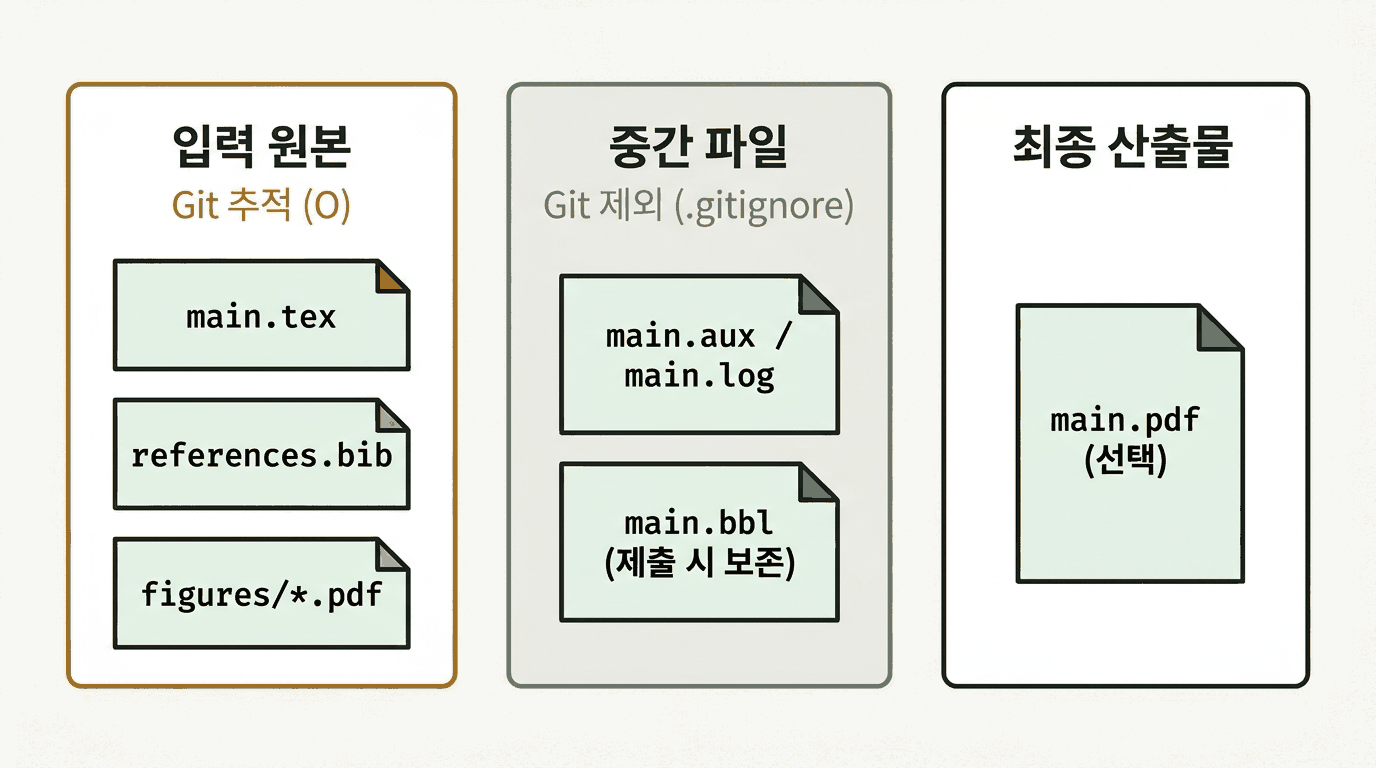 입력 원본
Git 추적 (O)
main.tex
references.bib
figures/*.pdf
중간 파일
Git 제외 (.gitignore)
main.aux /
main.log
main.bbl
(제출 시 보존)
최종 산출물
main.pdf
(선택)